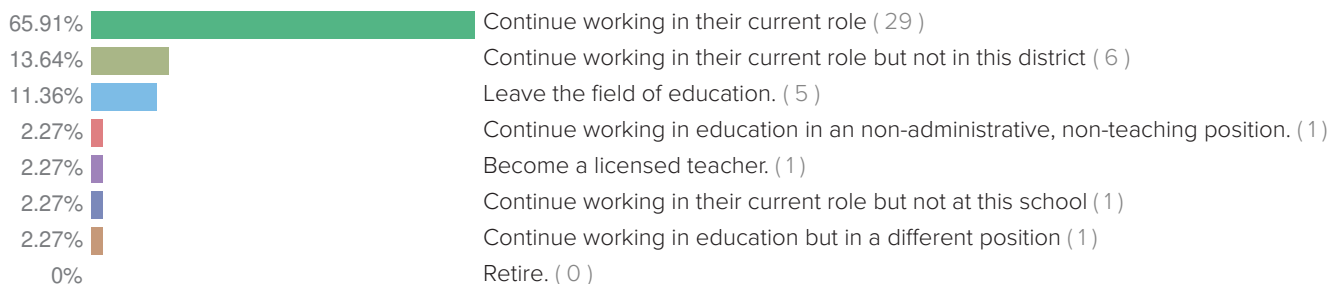 65.91% Continue working in their current role ( 29 )
13.64% Continue working in their current role but not in this district ( 6 )
11.36% Leave the field of education. ( 5 )
2.27% Continue working in education in an non-administrative, non-teaching position. ( 1 )
2.27% Become a licensed teacher. ( 1 )
2.27% Continue working in their current role but not at this school ( 1 )
2.27% Continue working in education but in a different position ( 1 )
0% Retire. ( 0 )